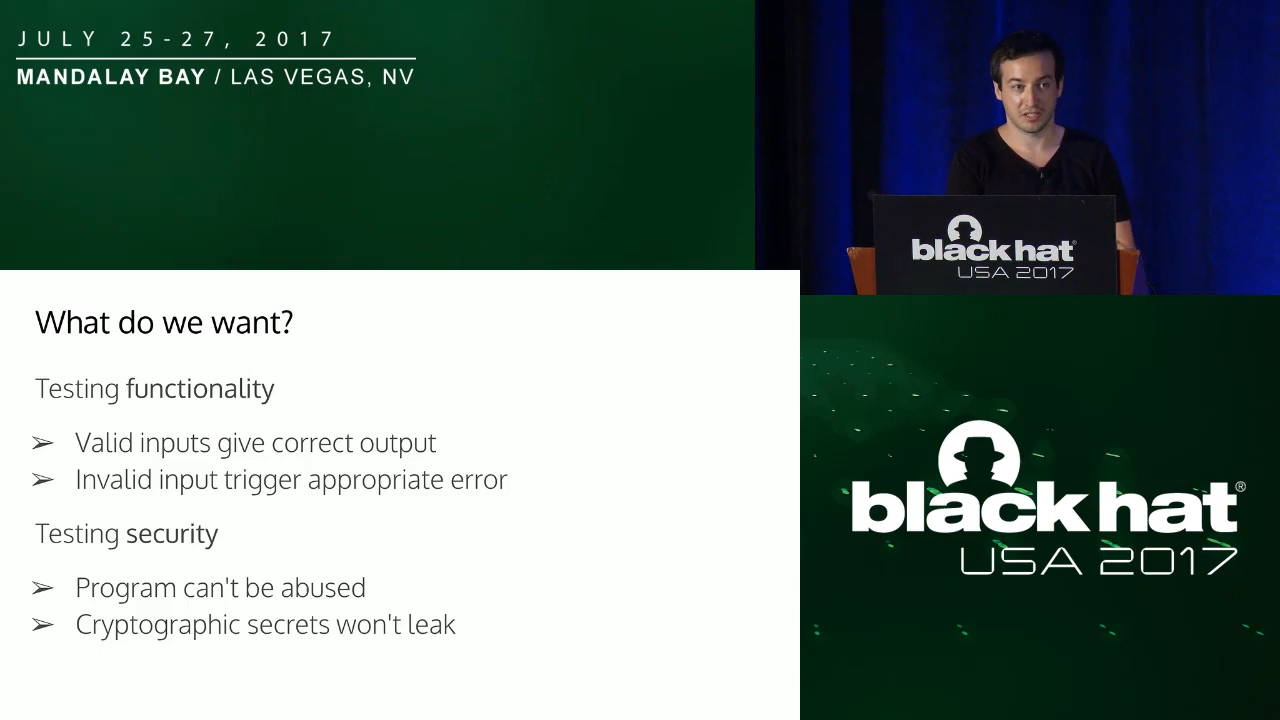 JULY 25-27, 2017
MANDALAY BAY / LAS VEGAS, NV
black hat®
USA 2017
What do we want?
Testing functionality
➢ Valid inputs give correct output
➢ Invalid input trigger appropriate error
Testing security
➢ Program can't be abused
➢ Cryptographic secrets won't leak
black hat®
USA 2017